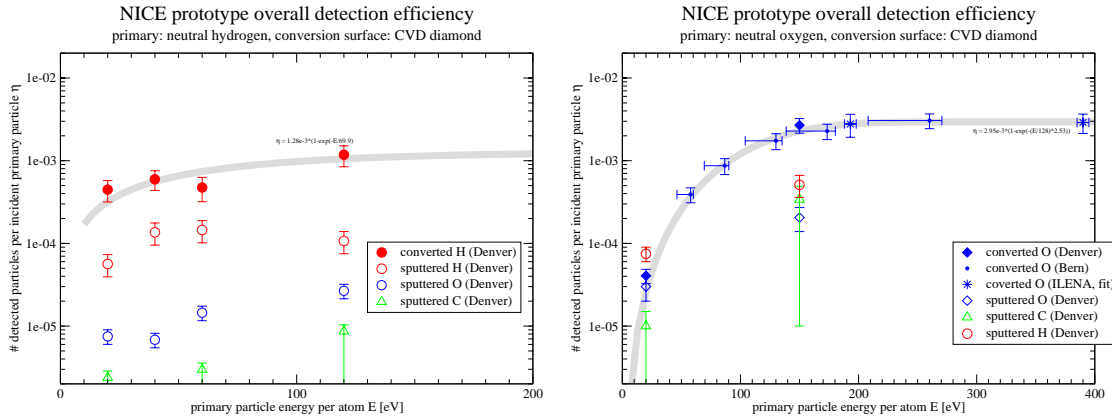 NICE prototype overall detection efficiency
primary: neutral hydrogen, conversion surface: CVD diamond
# detected particles per incident primary particle η
1e-02
1e-03
1e-04
1e-05
η = 1.28e-3*(1-exp(-E/69.9)
converted H (Denver)
sputtered H (Denver)
sputtered O (Denver)
sputtered C (Denver)
0
100
200
primary particle energy per atom E [eV]
NICE prototype overall detection efficiency
primary: neutral oxygen, conversion surface: CVD diamond
# detected particles per incident primary particle η
1e-02
1e-03
1e-04
1e-05
η = 2.95e-3*(1-exp(-(E/128)^2.53))
converted O (Denver)
converted O (Bern)
coverted O (ILENA, fit)
sputtered O (Denver)
sputtered C (Denver)
sputtered H (Denver)
0
100
200
300
400
primary particle energy per atom E [eV]